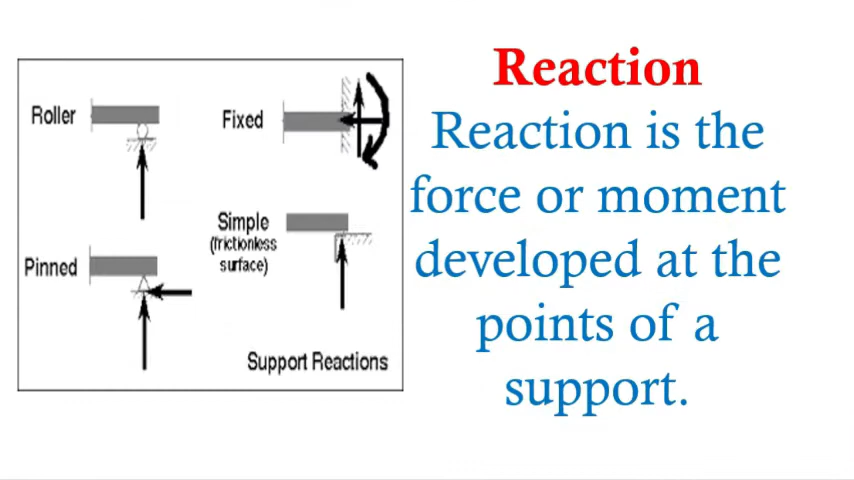 Reaction
Reaction is the
force or moment
developed at the
points of a
support.
Roller
Fixed
Simple
(frictionless
surface)
Pinned
Support Reactions